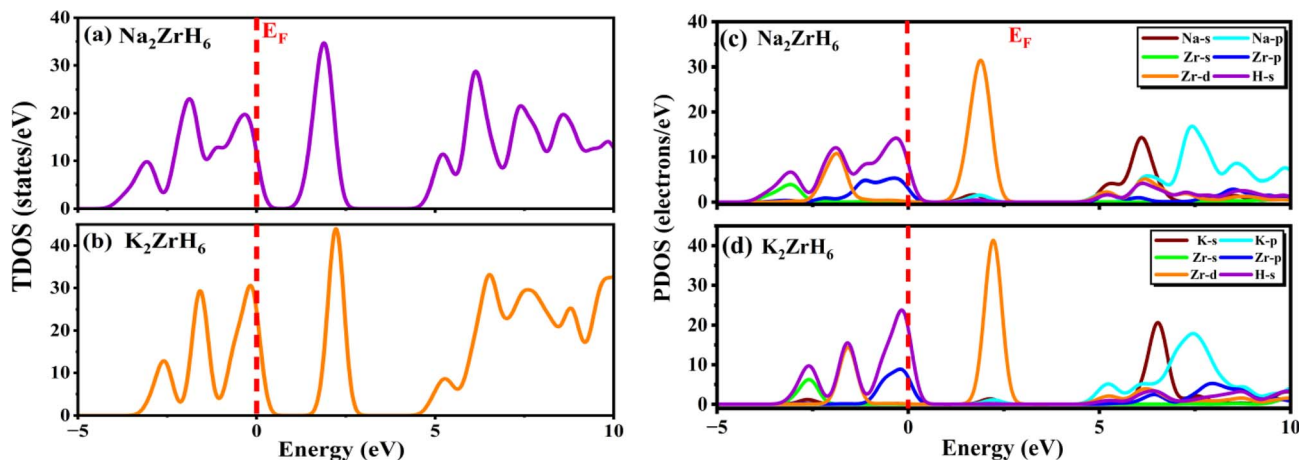 (a) Na₂ZrH₆
E_F
40
30
20
10
0
(b) K₂ZrH₆
40
30
20
10
0
−5
0
5
10
TDOS (states/eV)
Energy (eV)
(c) Na₂ZrH₆
E_F
Na-s Na-p
Zr-s Zr-p
Zr-d H-s
40
30
20
10
0
(d) K₂ZrH₆
K-s K-p
Zr-s Zr-p
Zr-d H-s
40
30
20
10
0
−5
0
5
10
PDOS (electrons/eV)
Energy (eV)